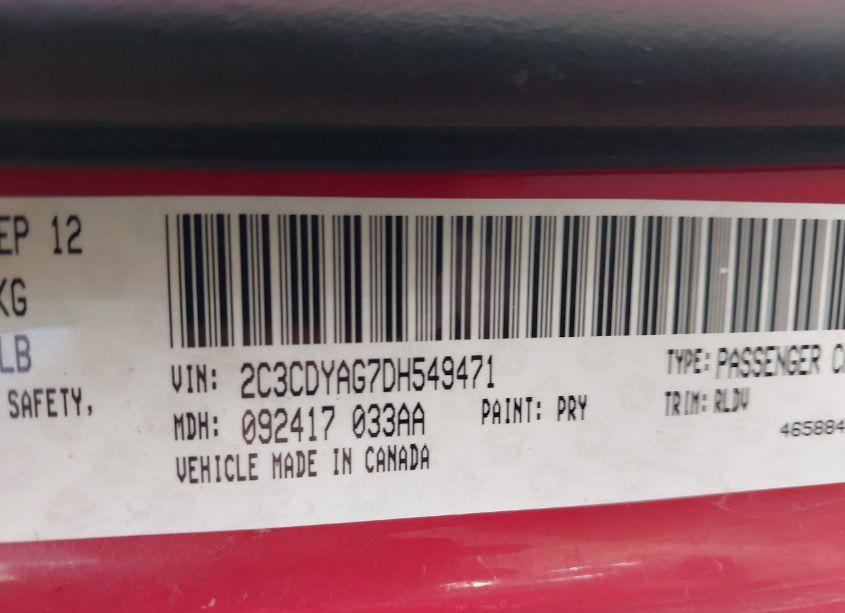 EP 12
KG
LB
SAFETY,
VIN: 2C3CDYAG7DH549471
TYPE: PASSENGER C
MDH: 092417 033AA
PAINT: PRY
TRIM: RLDV
VEHICLE MADE IN CANADA
465884